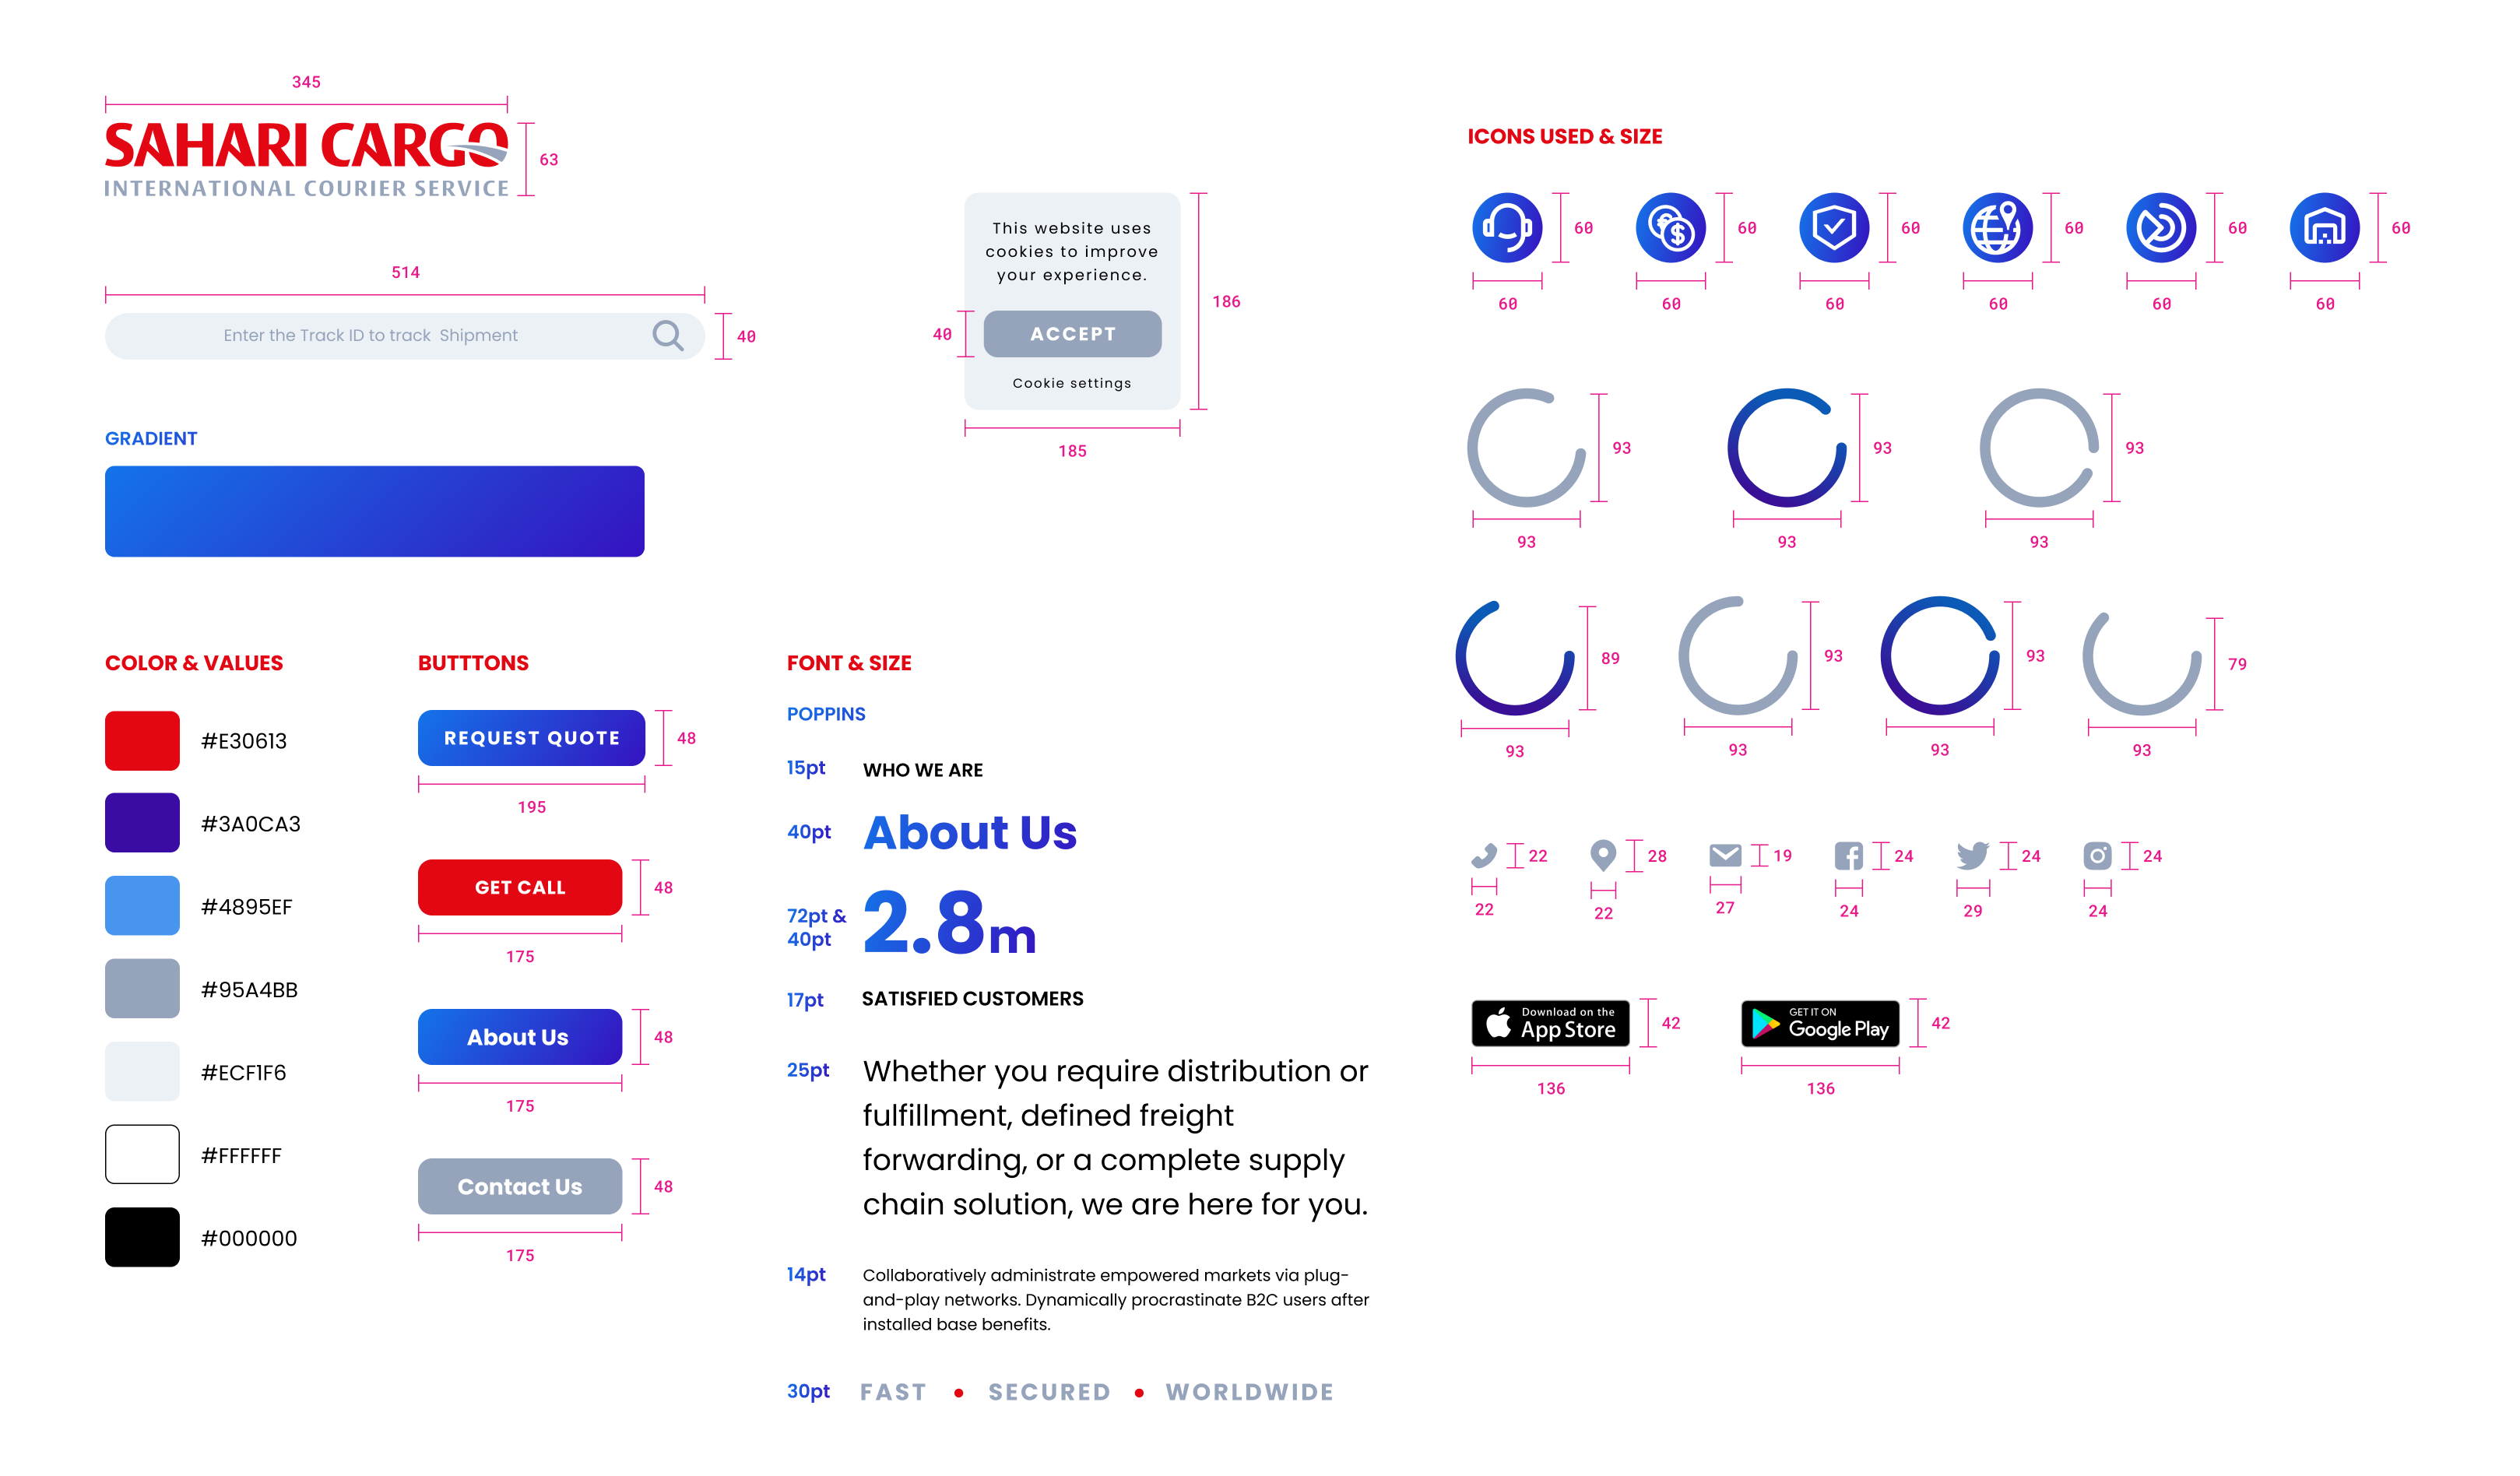 345
SAHARI CARGO
63
INTERNATIONAL COURIER SERVICE
514
Enter the Track ID to track  Shipment
40
GRADIENT
This website uses
cookies to improve
your experience.
40
ACCEPT
186
Cookie settings
185
ICONS USED & SIZE
60
60
60
60
60
60
60
60
60
60
60
60
93
93
93
93
93
93
89
93
93
79
93
93
93
93
22
28
19
24
24
24
22
22
27
24
29
24
Download on the
App Store
42
GET IT ON
Google Play
42
136
136
COLOR & VALUES
#E30613
#3A0CA3
#4895EF
#95A4BB
#ECF1F6
#FFFFFF
#000000
BUTTTONS
REQUEST QUOTE
48
195
GET CALL
48
175
About Us
48
175
Contact Us
48
175
FONT & SIZE
POPPINS
15pt WHO WE ARE
40pt About Us
72pt &
40pt
2.8m
17pt SATISFIED CUSTOMERS
25pt Whether you require distribution or
fulfillment, defined freight
forwarding, or a complete supply
chain solution, we are here for you.
14pt Collaboratively administrate empowered markets via plug-
and-play networks. Dynamically procrastinate B2C users after
installed base benefits.
30pt FAST • SECURED • WORLDWIDE